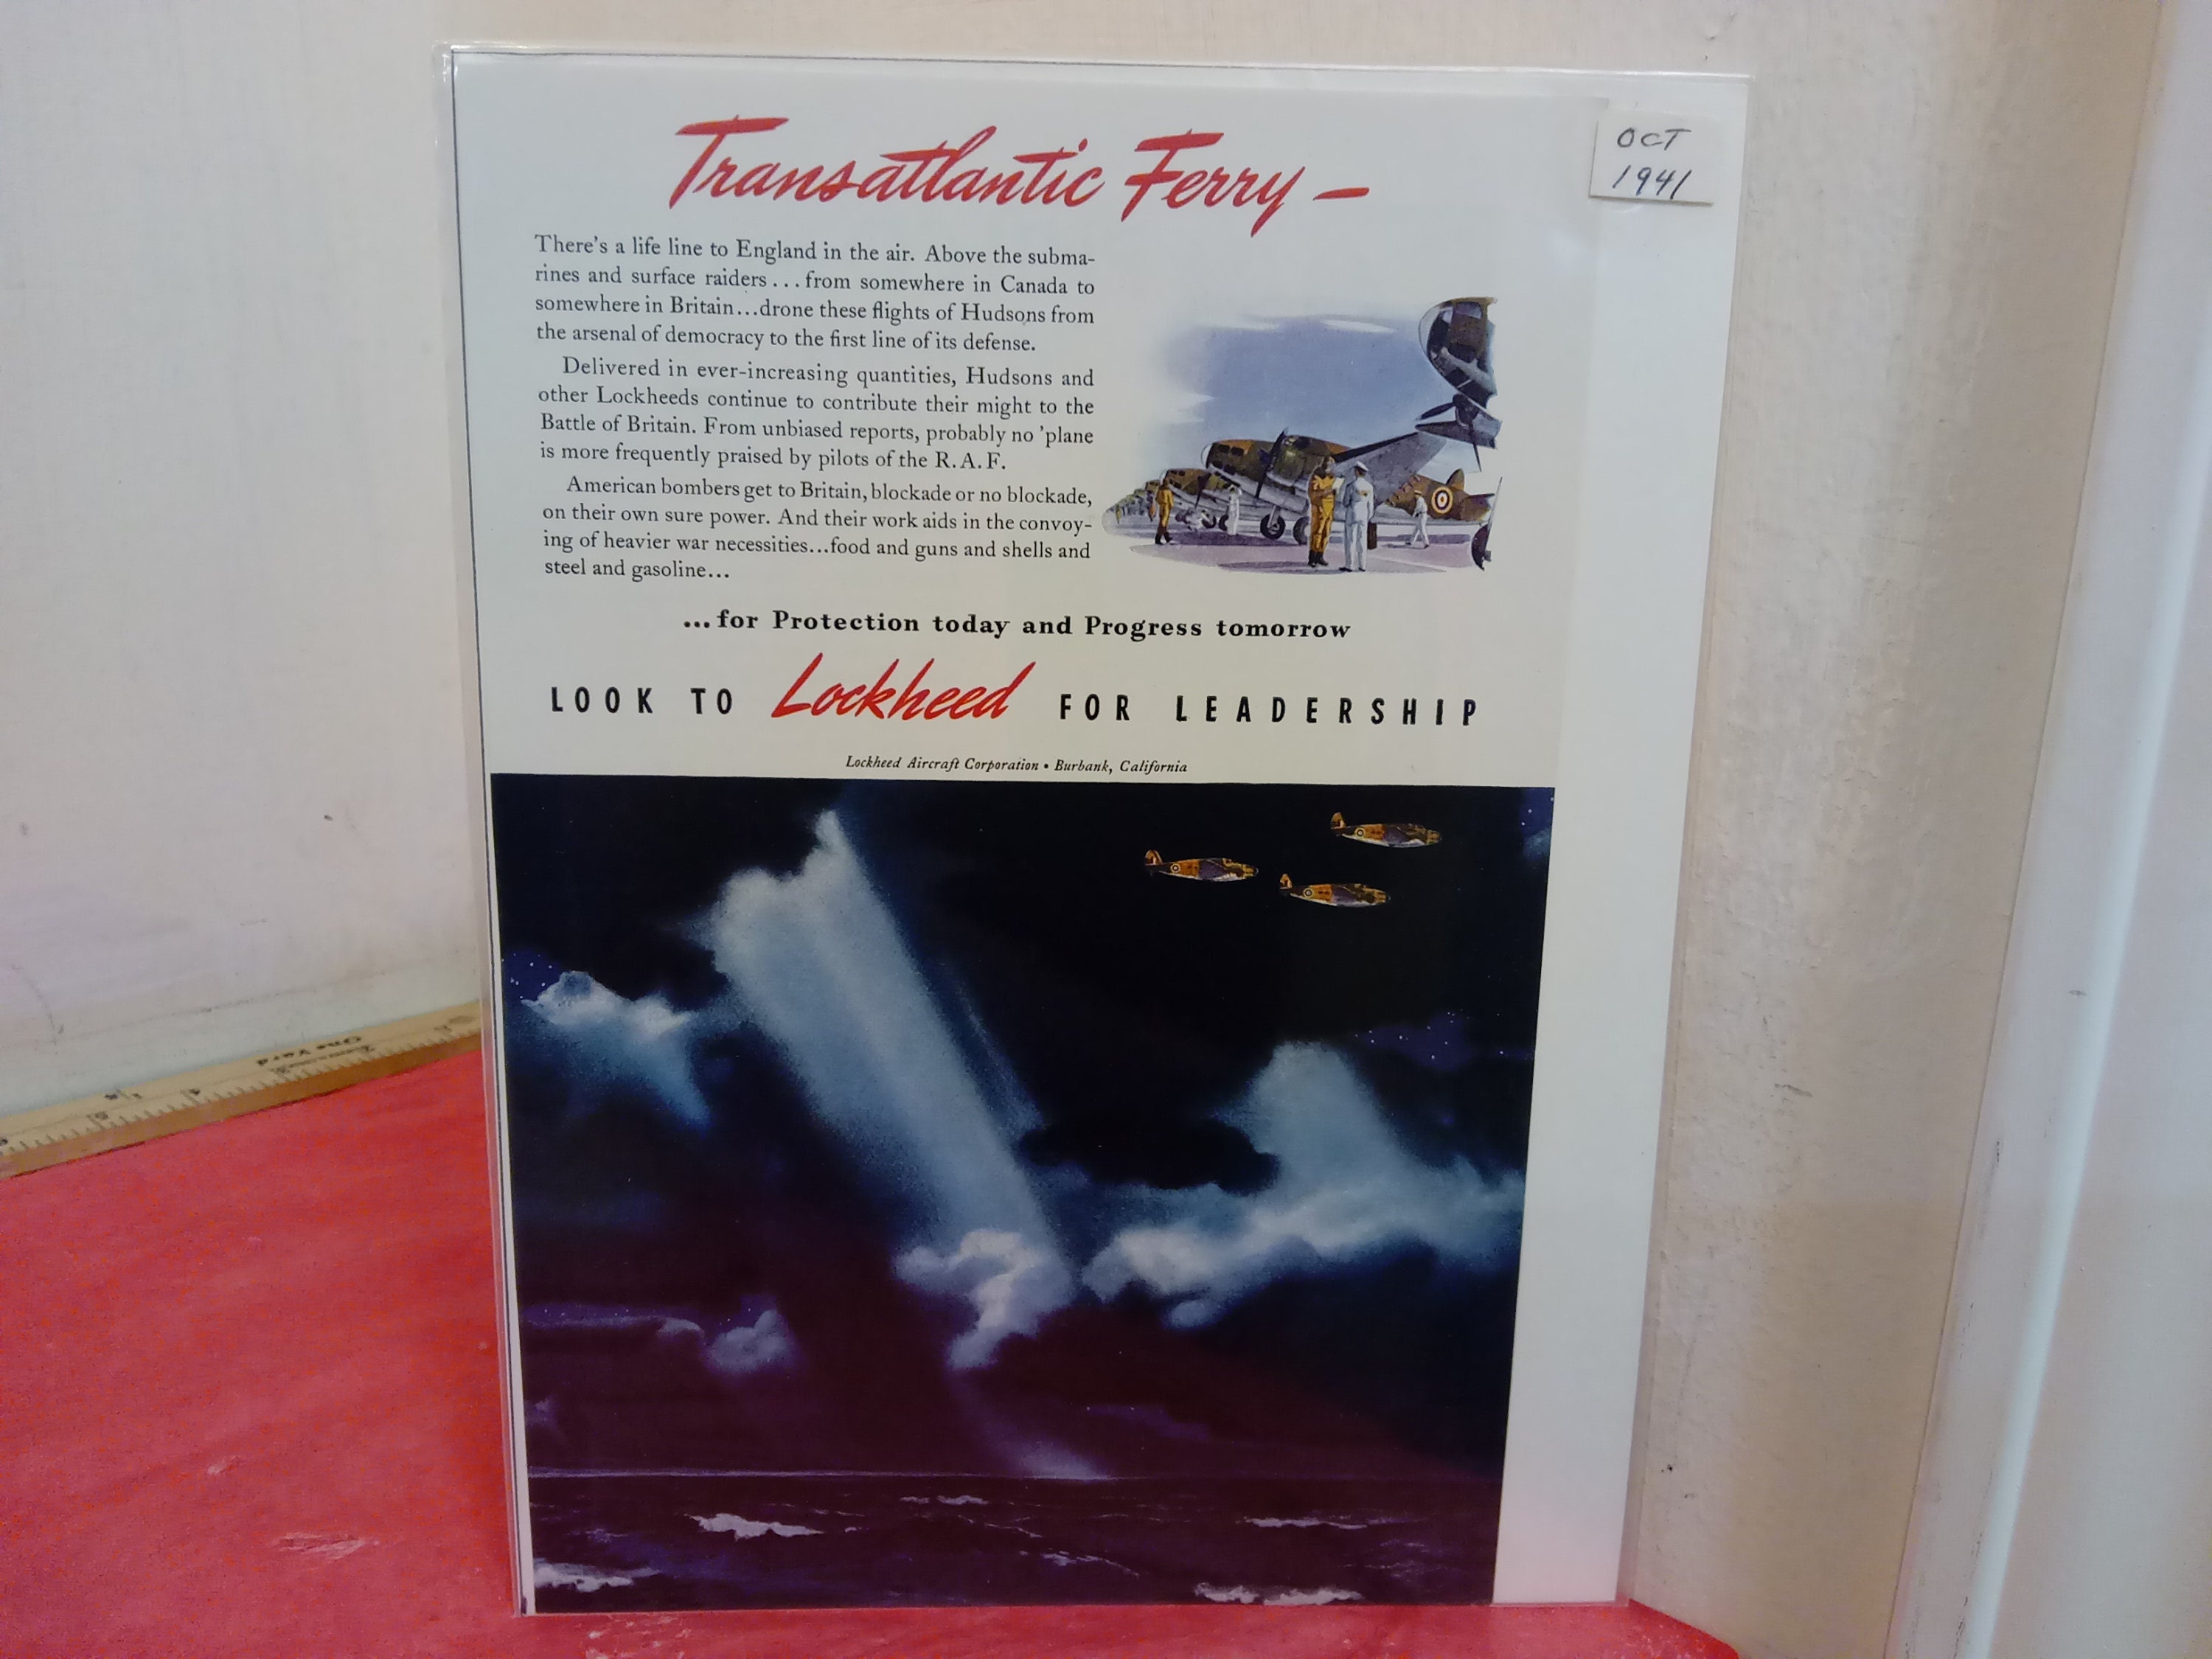 Transatlantic Ferry –
OCT
1941
There's a life line to England in the air. Above the subma-
rines and surface raiders...from somewhere in Canada to
somewhere in Britain...drone these flights of Hudsons from
the arsenal of democracy to the first line of its defense.
Delivered in ever-increasing quantities, Hudsons and
other Lockheeds continue to contribute their might to the
Battle of Britain. From unbiased reports, probably no 'plane
is more frequently praised by pilots of the R.A.F.
American bombers get to Britain, blockade or no blockade,
on their own sure power. And their work aids in the convoy-
ing of heavier war necessities...food and guns and shells and
steel and gasoline...
...for Protection today and Progress tomorrow
LOOK TO Lockheed FOR LEADERSHIP
Lockheed Aircraft Corporation • Burbank, California
One Yard